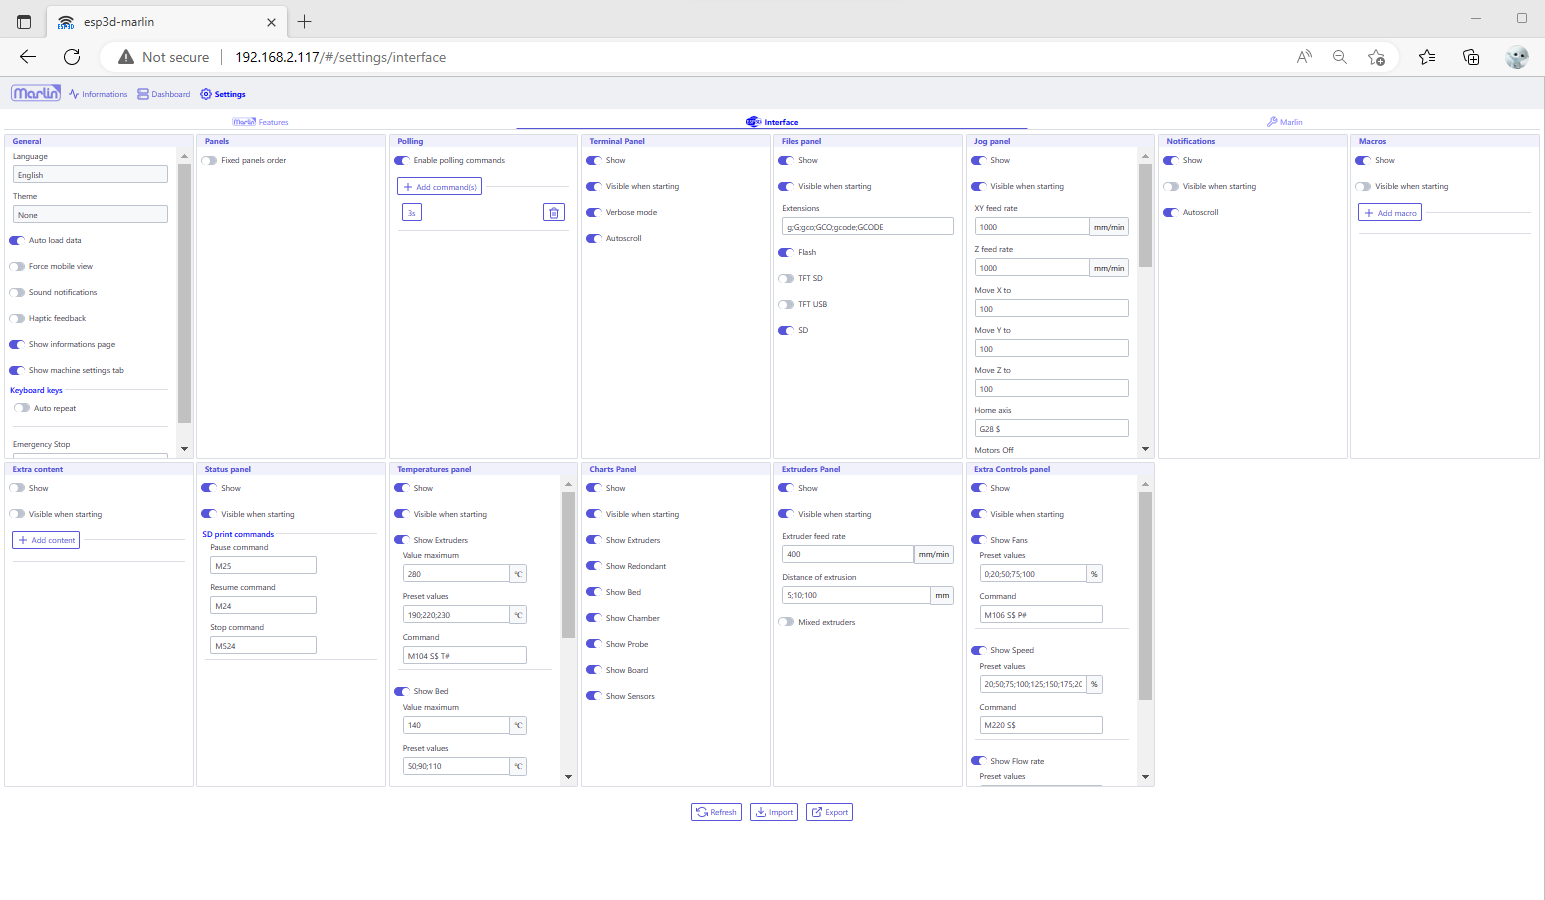 esp3d-marlin
Not secure
192.168.2.117/#/settings/interface
Marlin
Informations
Dashboard
Settings
Marlin Features
Interface
Marlin
General
Language
English
Theme
None
Auto load data
Force mobile view
Sound notifications
Haptic feedback
Show informations page
Show machine settings tab
Keyboard keys
Auto repeat
Emergency Stop
Panels
Fixed panels order
Polling
Enable polling commands
Add command(s)
3s
Terminal Panel
Show
Visible when starting
Verbose mode
Autoscroll
Files panel
Show
Visible when starting
Extensions
g;G;gco;GCO;gcode;GCODE
Flash
TFT SD
TFT USB
SD
Jog panel
Show
Visible when starting
XY feed rate
1000 mm/min
Z feed rate
1000 mm/min
Move X to
100
Move Y to
100
Move Z to
100
Home axis
G28 $
Motors Off
Notifications
Show
Visible when starting
Autoscroll
Macros
Show
Visible when starting
Add macro
Extra content
Show
Visible when starting
Add content
Status panel
Show
Visible when starting
SD print commands
Pause command
M25
Resume command
M24
Stop command
M524
Temperatures panel
Show
Visible when starting
Show Extruders
Value maximum
280 °C
Preset values
190;220;230 °C
Command
M104 S$ T#
Show Bed
Value maximum
140 °C
Preset values
50;90;110 °C
Charts Panel
Show
Visible when starting
Show Extruders
Show Redondant
Show Bed
Show Chamber
Show Probe
Show Board
Show Sensors
Extruders Panel
Show
Visible when starting
Extruder feed rate
400 mm/min
Distance of extrusion
5;10;100 mm
Mixed extruders
Extra Controls panel
Show
Visible when starting
Show Fans
Preset values
0;20;50;75;100 %
Command
M106 S$ P#
Show Speed
Preset values
20;50;75;100;125;150;175;20 %
Command
M220 S$
Show Flow rate
Preset values
Refresh
Import
Export